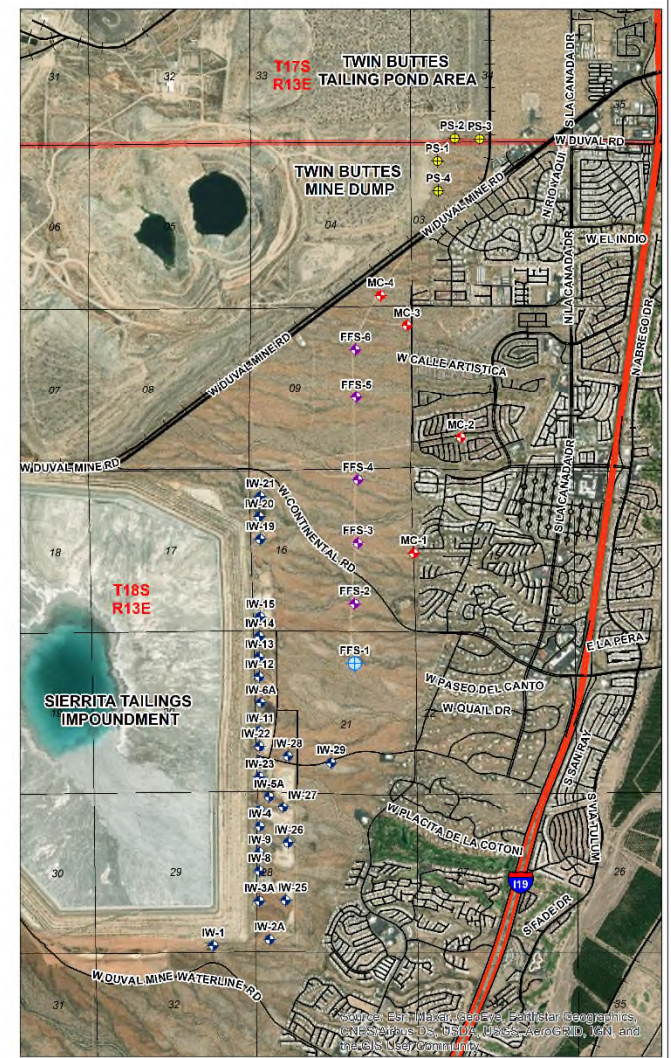 31
32
33
T17S
R13E
TWIN BUTTES
TAILING POND AREA
34
35
S LA CANADA DR
PS-2
PS-3
W DUVAL RD
PS-1
PS-4
TWIN BUTTES
MINE DUMP
N RIO YAQUI
W DUVAL MINE RD
06
05
04
03
W EL INDIO
N LA CANADA DR
N ABREGO DR
MC-4
MC-3
FFS-6
W CALLE ARTISTICA
W DUVAL MINE RD
07
08
09
FFS-5
MC-2
W DUVAL MINE RD
FFS-4
S LA CANADA DR
IW-21
IW-20
IW-19
W CONTINENTAL RD
FFS-3
MC-1
18
17
16
T18S
R13E
FFS-2
IW-15
IW-14
IW-13
IW-12
FFS-1
E LA PERA
W PASEO DEL CANTO
W QUAIL DR
SIERRITA TAILINGS
IMPOUNDMENT
IW-6A
IW-11
IW-22
21
22
23
IW-28
IW-29
IW-23
S SAN RAY
IW-5A
IW-27
IW-4
IW-9
IW-26
IW-8
W PLACITA DE LA COTONI
S VIA TULUM
30
29
28
26
I19
IW-3A
IW-25
S FADE DR
IW-1
IW-2A
W DUVAL MINE WATERLINE RD
31
32
33
35
Source: Esri, Maxar, GeoEye, Earthstar Geographics,
CNES/Airbus DS, USDA, USGS, AeroGRID, IGN, and
the GIS User Community